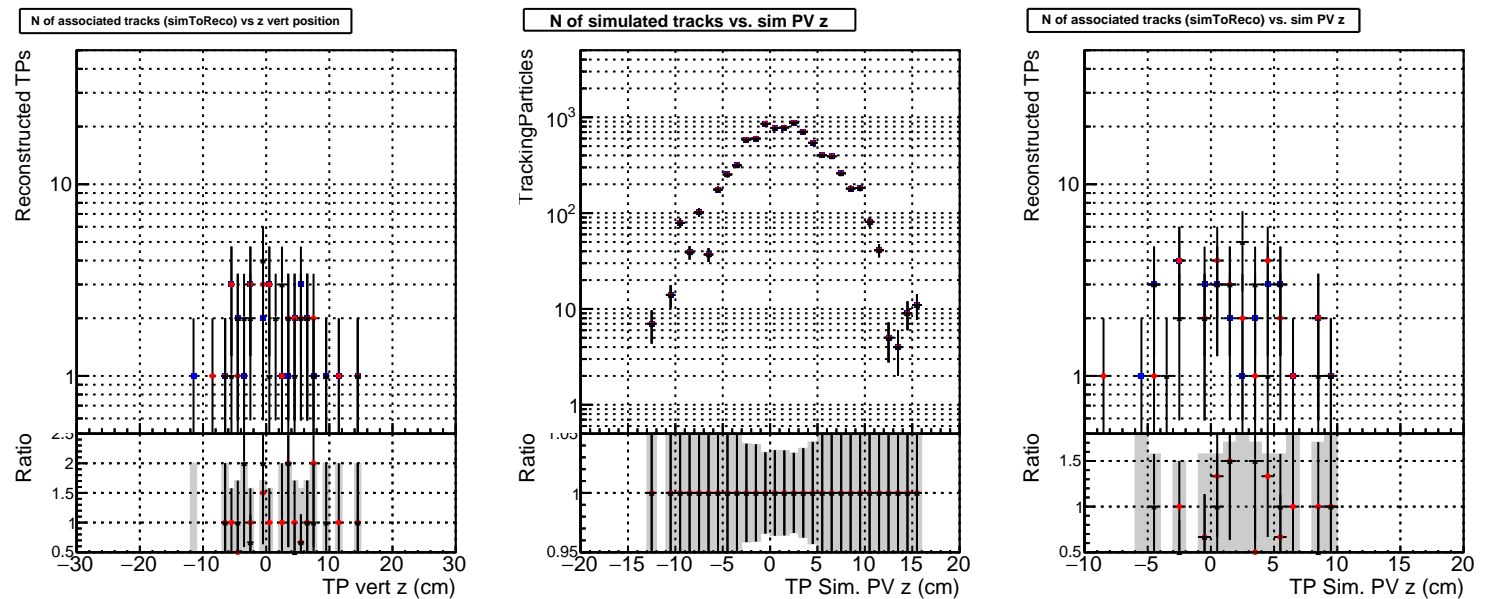 N of associated tracks (simToReco) vs z vert position
Reconstructed TPs
10
1
Ratio
2.5
2
1.5
1
0.5
−30 −20 −10 0 10 20 30
TP vert z (cm)
N of simulated tracks vs. sim PV z
TrackingParticles
10³
10²
10
1
Ratio
1.05
1
0.95
−20 −15 −10 −5 0 5 10 15 20
TP Sim. PV z (cm)
N of associated tracks (simToReco) vs. sim PV z
Reconstructed TPs
10
1
Ratio
1.5
1
0.5
−10 −5 0 5 10 15 20
TP Sim. PV z (cm)